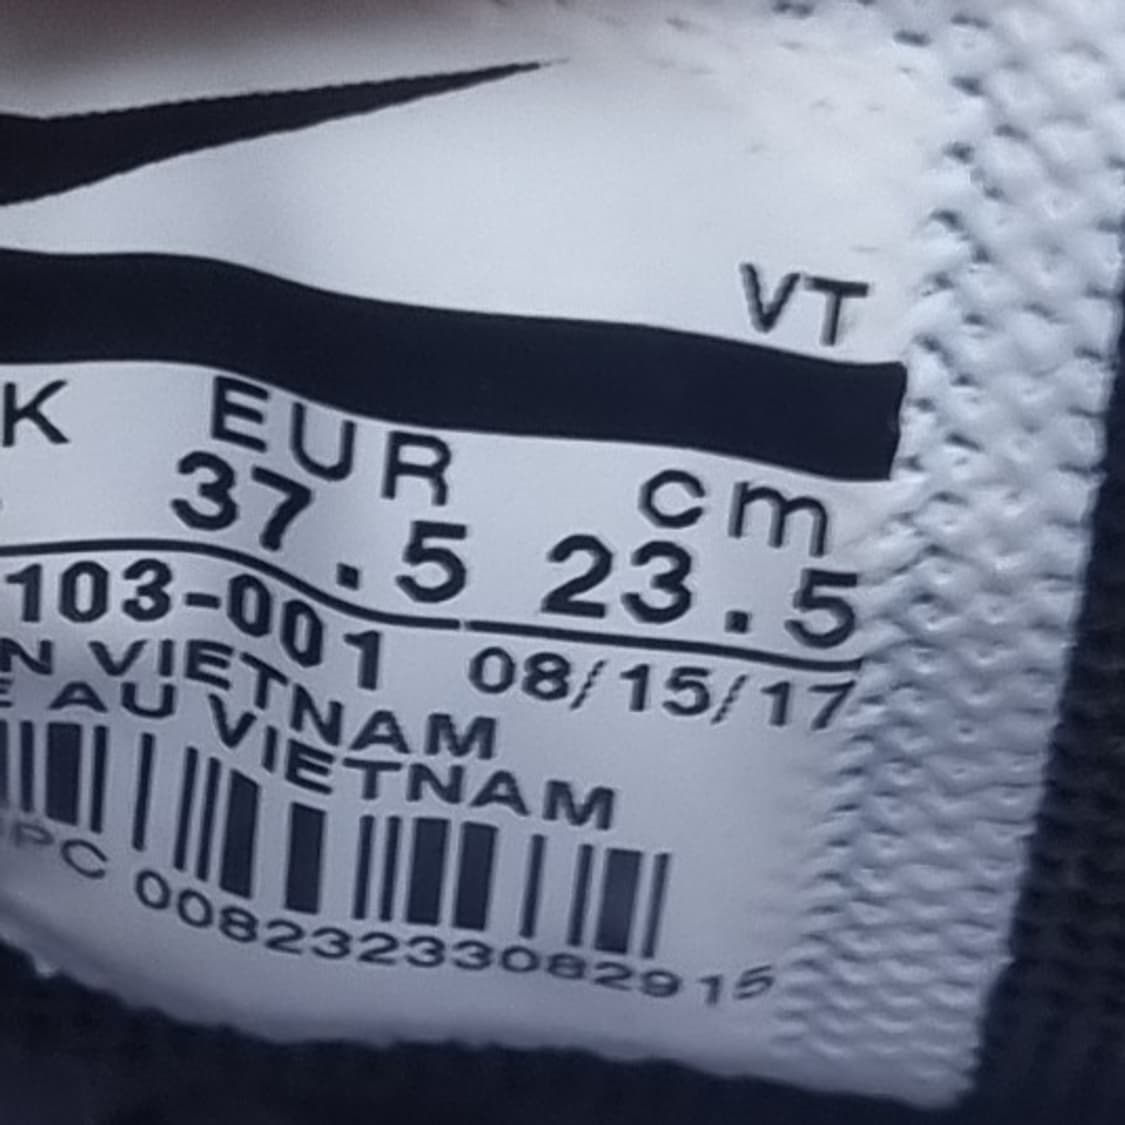 VT
K EUR cm
37.5 23.5
103-001 08/15/17
N VIETNAM
E AU VIETNAM
PC 00823233082915